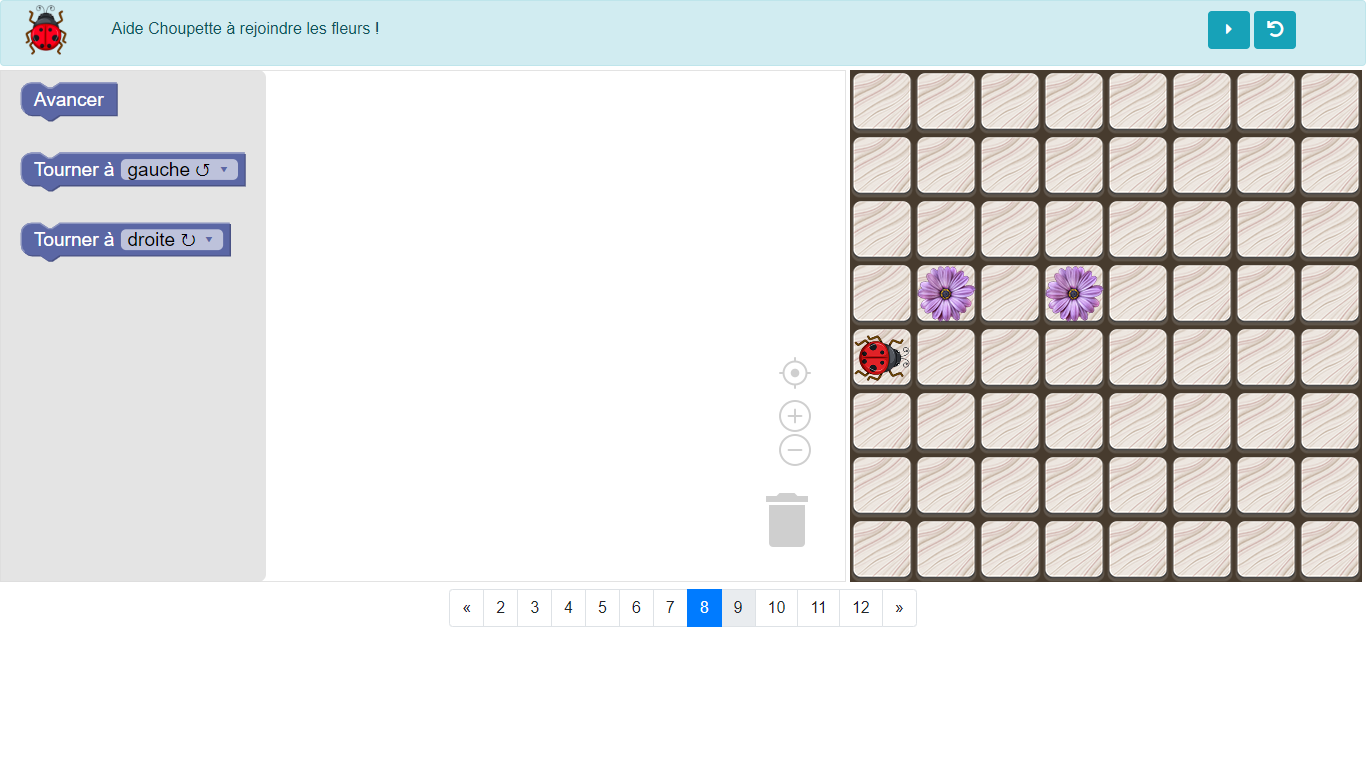 Aide Choupette à rejoindre les fleurs !
Avancer
Tourner à gauche ↺ ▾
Tourner à droite ↻ ▾
« 2 3 4 5 6 7 8 9 10 11 12 »